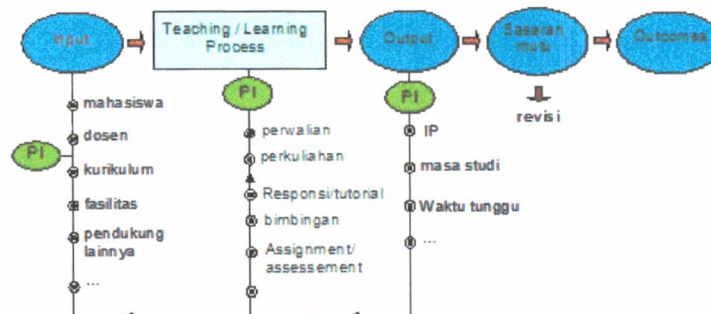 Input
Teaching / Learning
Process
Output
Sasaran
mutu
Outcomes
PI
PI
PI
mahasiswa
dosen
kurikulum
fasilitas
pendukung
lainnya
...
perwalian
perkuliahan
Responsi/tutorial
bimbingan
Assignment/
assessement
IP
masa studi
Waktu tunggu
...
revisi